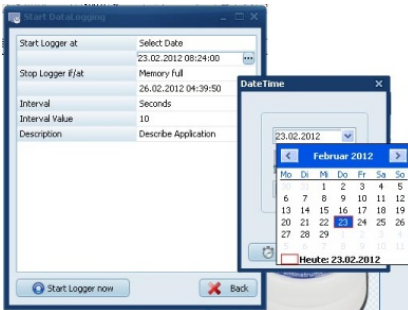 Start DataLogging
Start Logger at Select Date
23.02.2012 08:24:00 ...
Stop Logger if/at Memory full
26.02.2012 04:39:50
Interval Seconds
Interval Value 10
Description Describe Application
Start Logger now
Back
DateTime
23.02.2012
Februar 2012
Mo Di Mi Do Fr Sa So
30 31 1 2 3 4 5
6 7 8 9 10 11 12
13 14 15 16 17 18 19
20 21 22 23 24 25 26
27 28 29 1 2 3 4
5 6 7 8 9 10 11
Heute: 23.02.2012